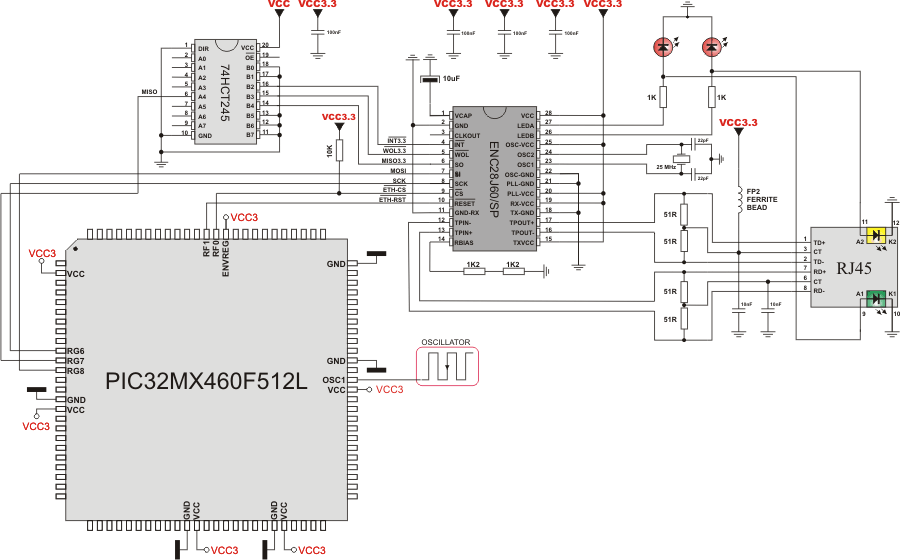 VCC VCC3.3 VCC3.3 VCC3.3 VCC3.3
100nF 100nF 100nF 100nF
1 DIR VCC 20
2 A0 OE 19
3 A1 B0 18
4 A2 B1 17
5 A3 B2 16
MISO 6 A4 B3 15
7 A5 B4 14
8 A6 B5 13
9 A7 B6 12
10 GND B7 11
74HCT245
10uF
1K 1K
VCC3.3
10K
1 VCAP VCC 28
2 GND LEDA 27
3 CLKOUT LEDB 26
INT3.3 4 INT OSC-VCC 25
WOL3.3 5 WOL OSC2 24
MISO3.3 6 SO OSC1 23
MOSI 7 SI OSC-GND 22
SCK 8 SCK PLL-GND 21
ETH-CS 9 CS PLL-VCC 20
ETH-RST 10 RESET RX-VCC 19
11 GND-RX TX-GND 18
12 TPIN- TPOUT+ 17
13 TPIN+ TPOUT- 16
14 RBIAS TXVCC 15
ENC28J60/SP
22pF
25 MHz
22pF
VCC3.3
FP2
FERRITE
BEAD
51R
51R
51R
51R
1K2 1K2
10nF 10nF
11 12
A2 K2
1 TD+
3 CT
2 TD-
7 RD+
6 CT
8 RD-
RJ45
A1 K1
9 10
VCC3
RF1
RF0
ENVREG
VCC3
VCC
GND
RG6
RG7
RG8
GND
VCC
VCC3
GND
OSC1
VCC VCC3
OSCILLATOR
PIC32MX460F512L
GND
VCC
GND
VCC
VCC3 VCC3